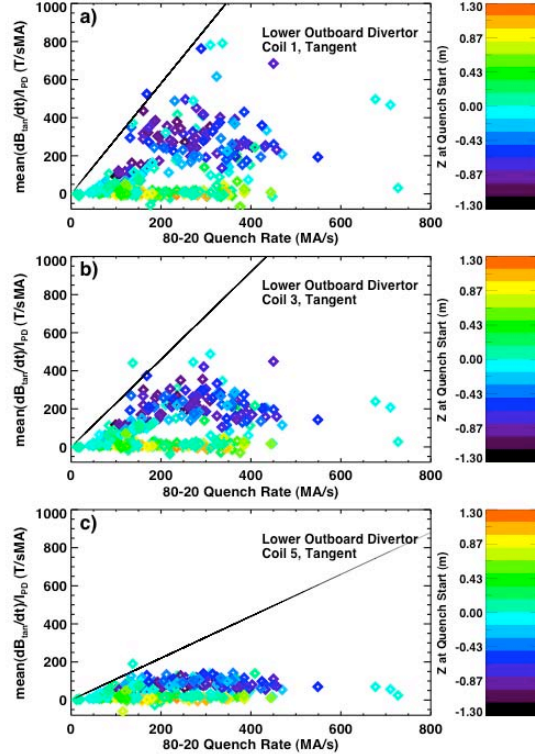 a)
Lower Outboard Divertor
Coil 1, Tangent
mean(dB_tan/dt)/I_PD (T/sMA)
1000
800
600
400
200
0
0 200 400 600 800
80-20 Quench Rate (MA/s)
Z at Quench Start (m)
1.30
0.87
0.43
0.00
-0.43
-0.87
-1.30
b)
Lower Outboard Divertor
Coil 3, Tangent
mean(dB_tan/dt)/I_PD (T/sMA)
1000
800
600
400
200
0
0 200 400 600 800
80-20 Quench Rate (MA/s)
Z at Quench Start (m)
1.30
0.87
0.43
0.00
-0.43
-0.87
-1.30
c)
Lower Outboard Divertor
Coil 5, Tangent
mean(dB_tan/dt)/I_PD (T/sMA)
1000
800
600
400
200
0
0 200 400 600 800
80-20 Quench Rate (MA/s)
Z at Quench Start (m)
1.30
0.87
0.43
0.00
-0.43
-0.87
-1.30